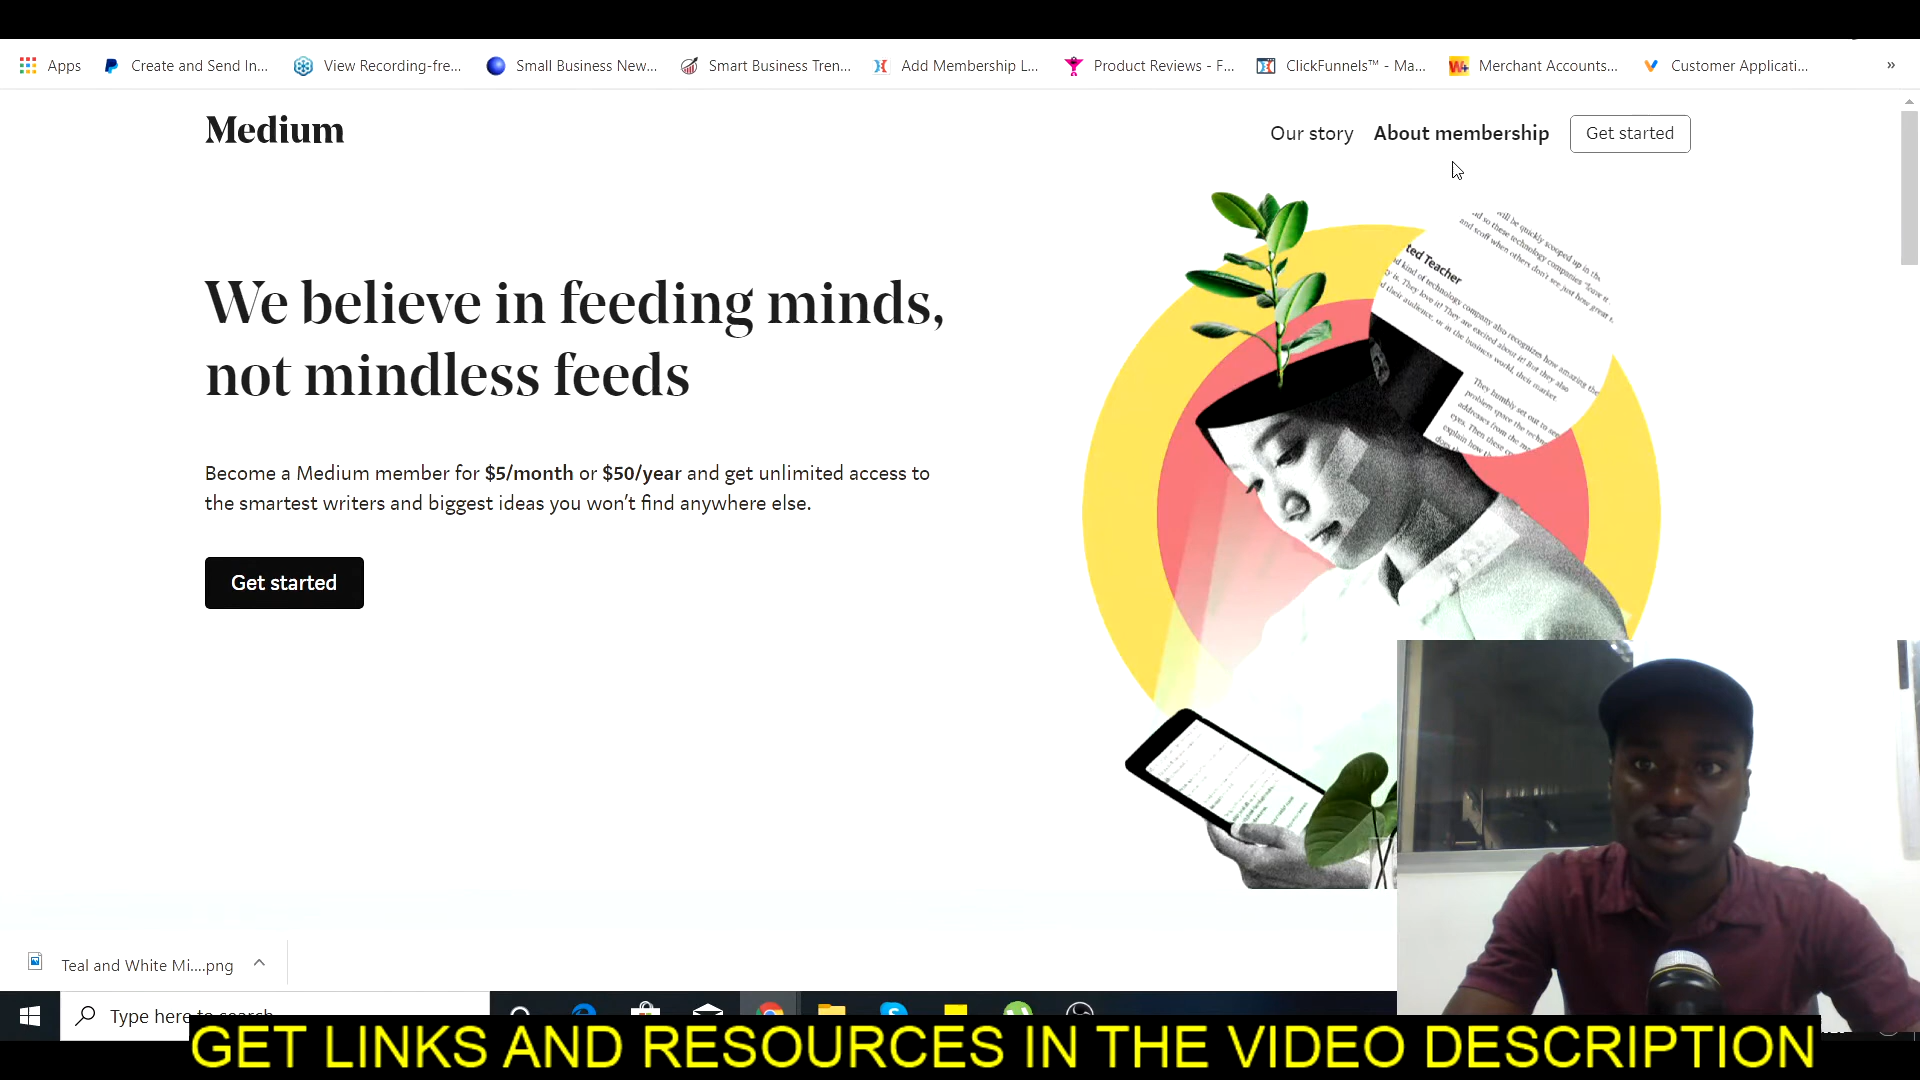 Apps Create and Send In... View Recording-fre... Small Business New... Smart Business Tren... Add Membership L... Product Reviews - F... ClickFunnels™ - Ma... Merchant Accounts... Customer Applicati... »
Medium
Our story About membership Get started
We believe in feeding minds,
not mindless feeds
Become a Medium member for $5/month or $50/year and get unlimited access to
the smartest writers and biggest ideas you won’t find anywhere else.
Get started
ted Teacher
Teal and White Mi....png
Type here to search
GET LINKS AND RESOURCES IN THE VIDEO DESCRIPTION